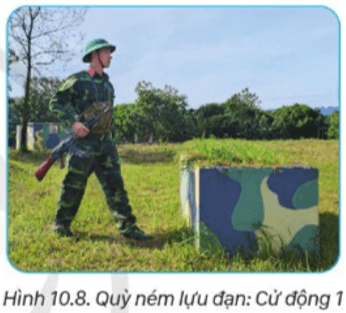 Hình 10.8. Quỳ ném lựu đạn: Cử động 1